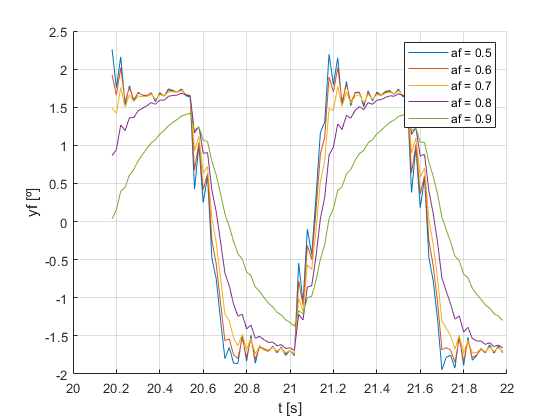 2.5
2
1.5
1
0.5
0
-0.5
-1
-1.5
-2
yf [º]
af = 0.5
af = 0.6
af = 0.7
af = 0.8
af = 0.9
20 20.2 20.4 20.6 20.8 21 21.2 21.4 21.6 21.8 22
t [s]